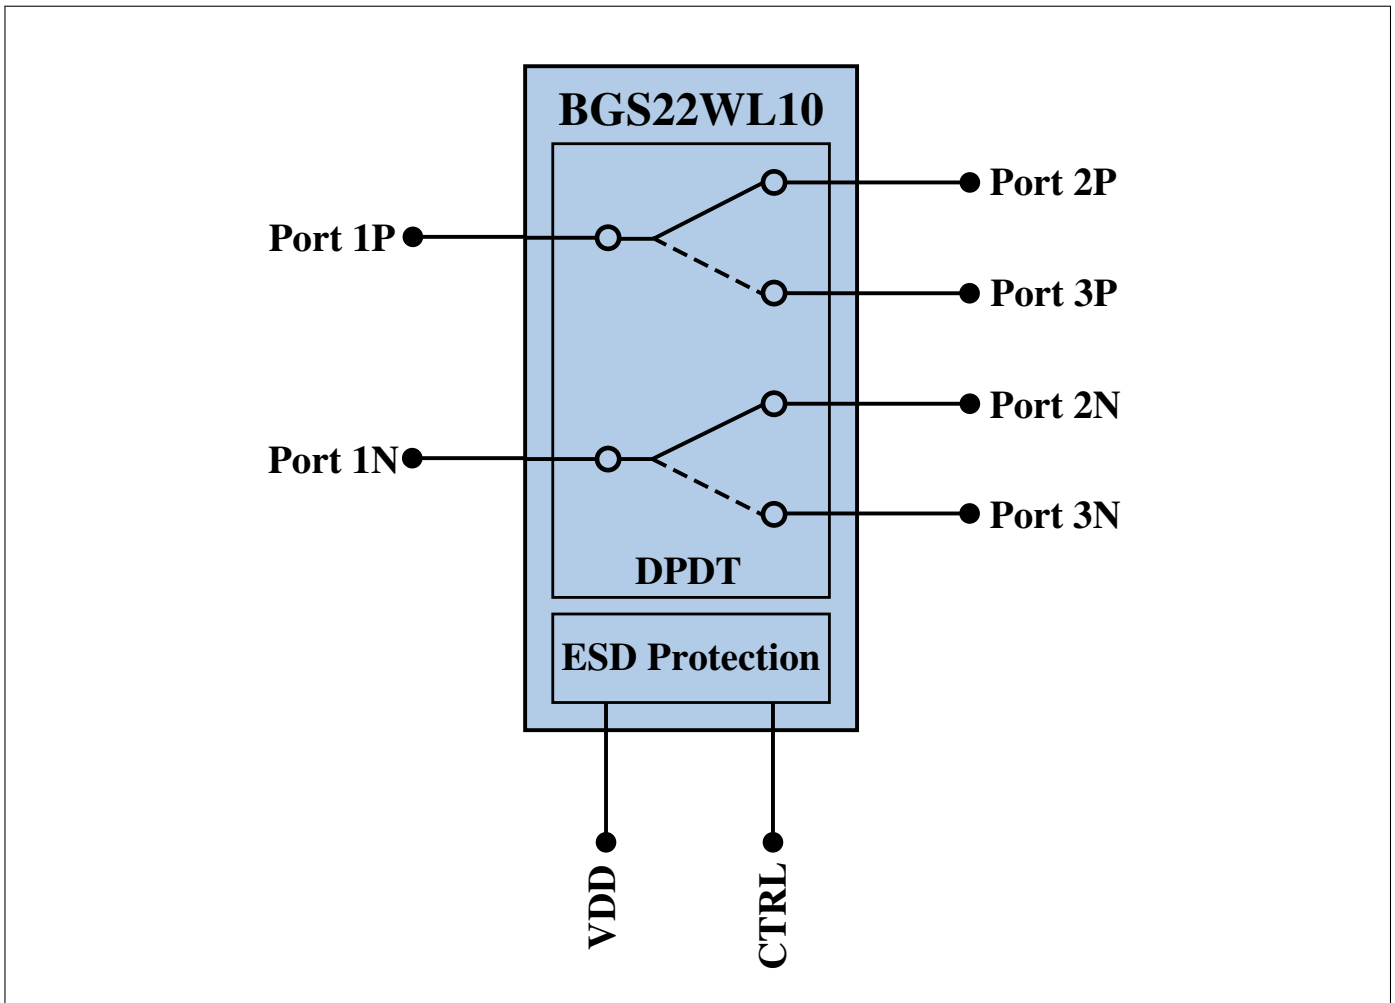 BGS22WL10
Port 2P
Port 1P
Port 3P
Port 2N
Port 1N
Port 3N
DPDT
ESD Protection
VDD
CTRL